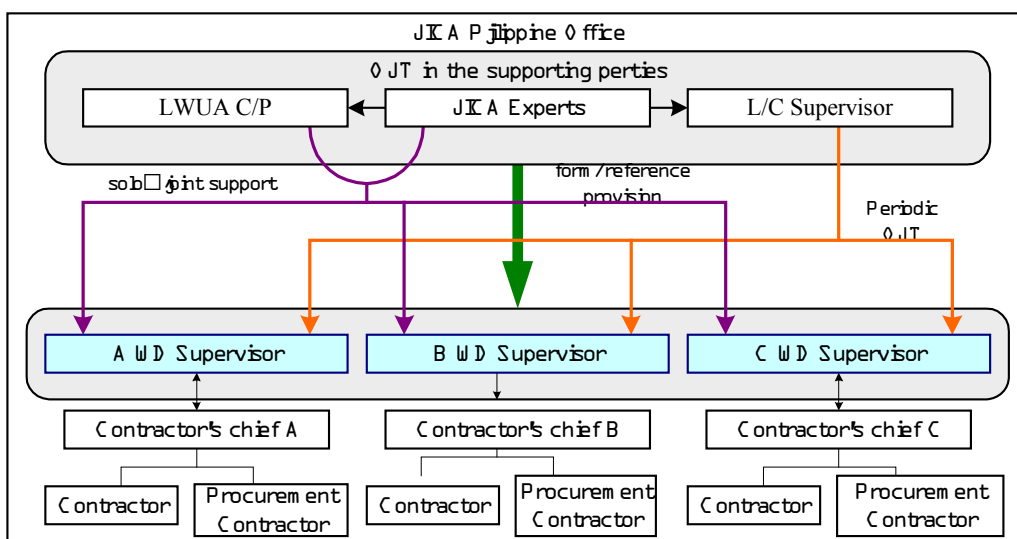 JICA Pjilippine Office
OJT in the supporting perties
LWUA C/P
JICA Experts
L/C Supervisor
solo□/joint support
form/reference
provision
Periodic
OJT
A WD Supervisor
B WD Supervisor
C WD Supervisor
Contractor's chief A
Contractor's chief B
Contractor's chief C
Contractor
Procurement
Contractor
Contractor
Procurement
Contractor
Contractor
Procurement
Contractor